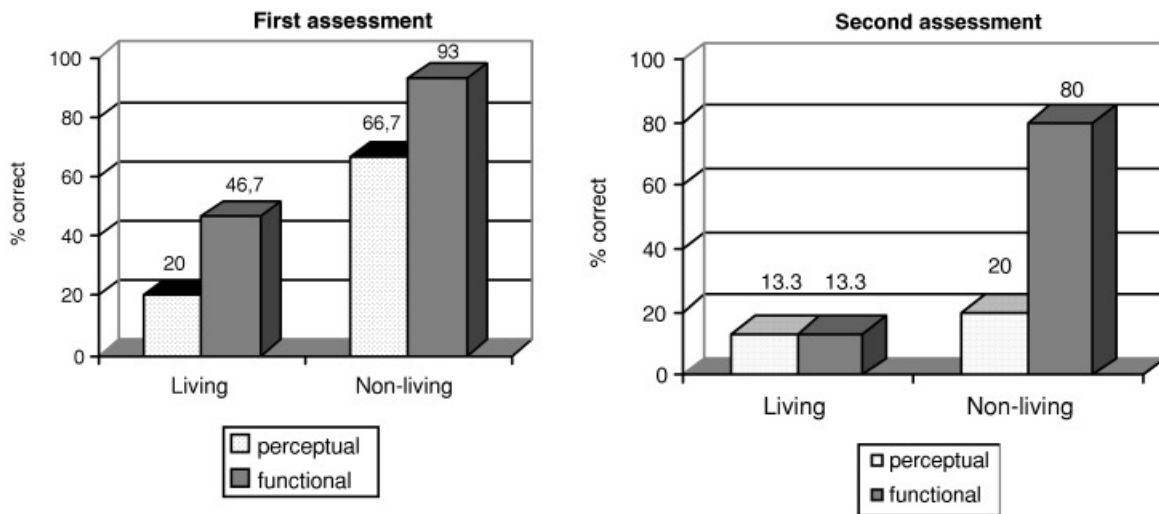 First assessment
100
80
60
40
20
0
% correct
20
46,7
66,7
93
Living
Non-living
perceptual
functional
Second assessment
100
80
60
40
20
0
% correct
13.3
13.3
20
80
Living
Non-living
perceptual
functional